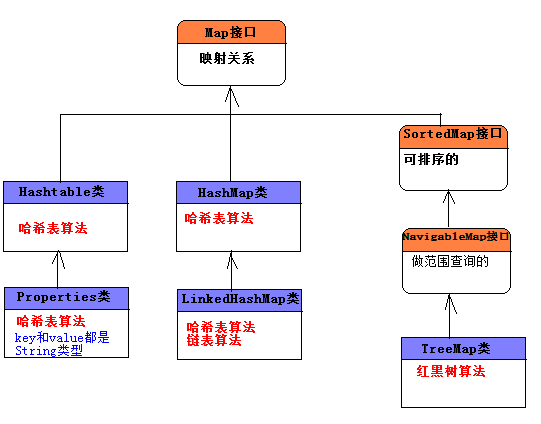 Map接口
映射关系
SortedMap接口
可排序的
Hashtable类
哈希表算法
HashMap类
哈希表算法
NavigableMap接口
做范围查询的
Properties类
哈希表算法
key和value都是
String类型
LinkedHashMap类
哈希表算法
链表算法
TreeMap类
红黑树算法